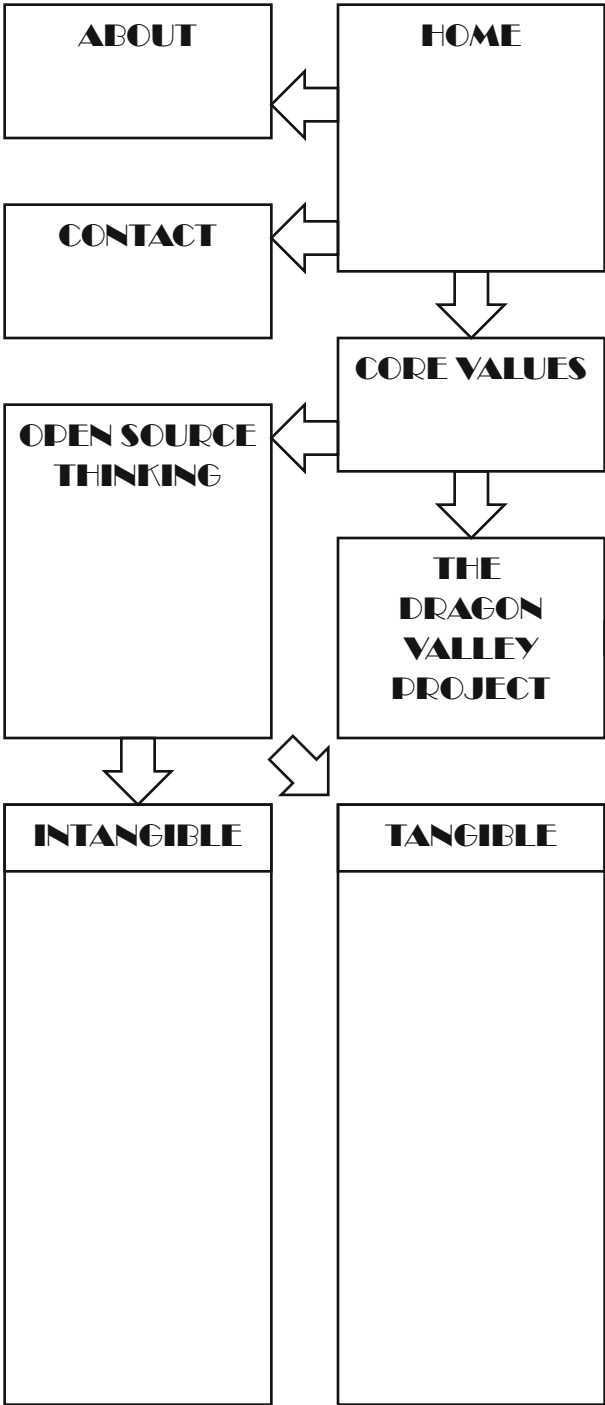 ABOUT
HOME
CONTACT
CORE VALUES
OPEN SOURCE
THINKING
THE
DRAGON
VALLEY
PROJECT
INTANGIBLE
TANGIBLE